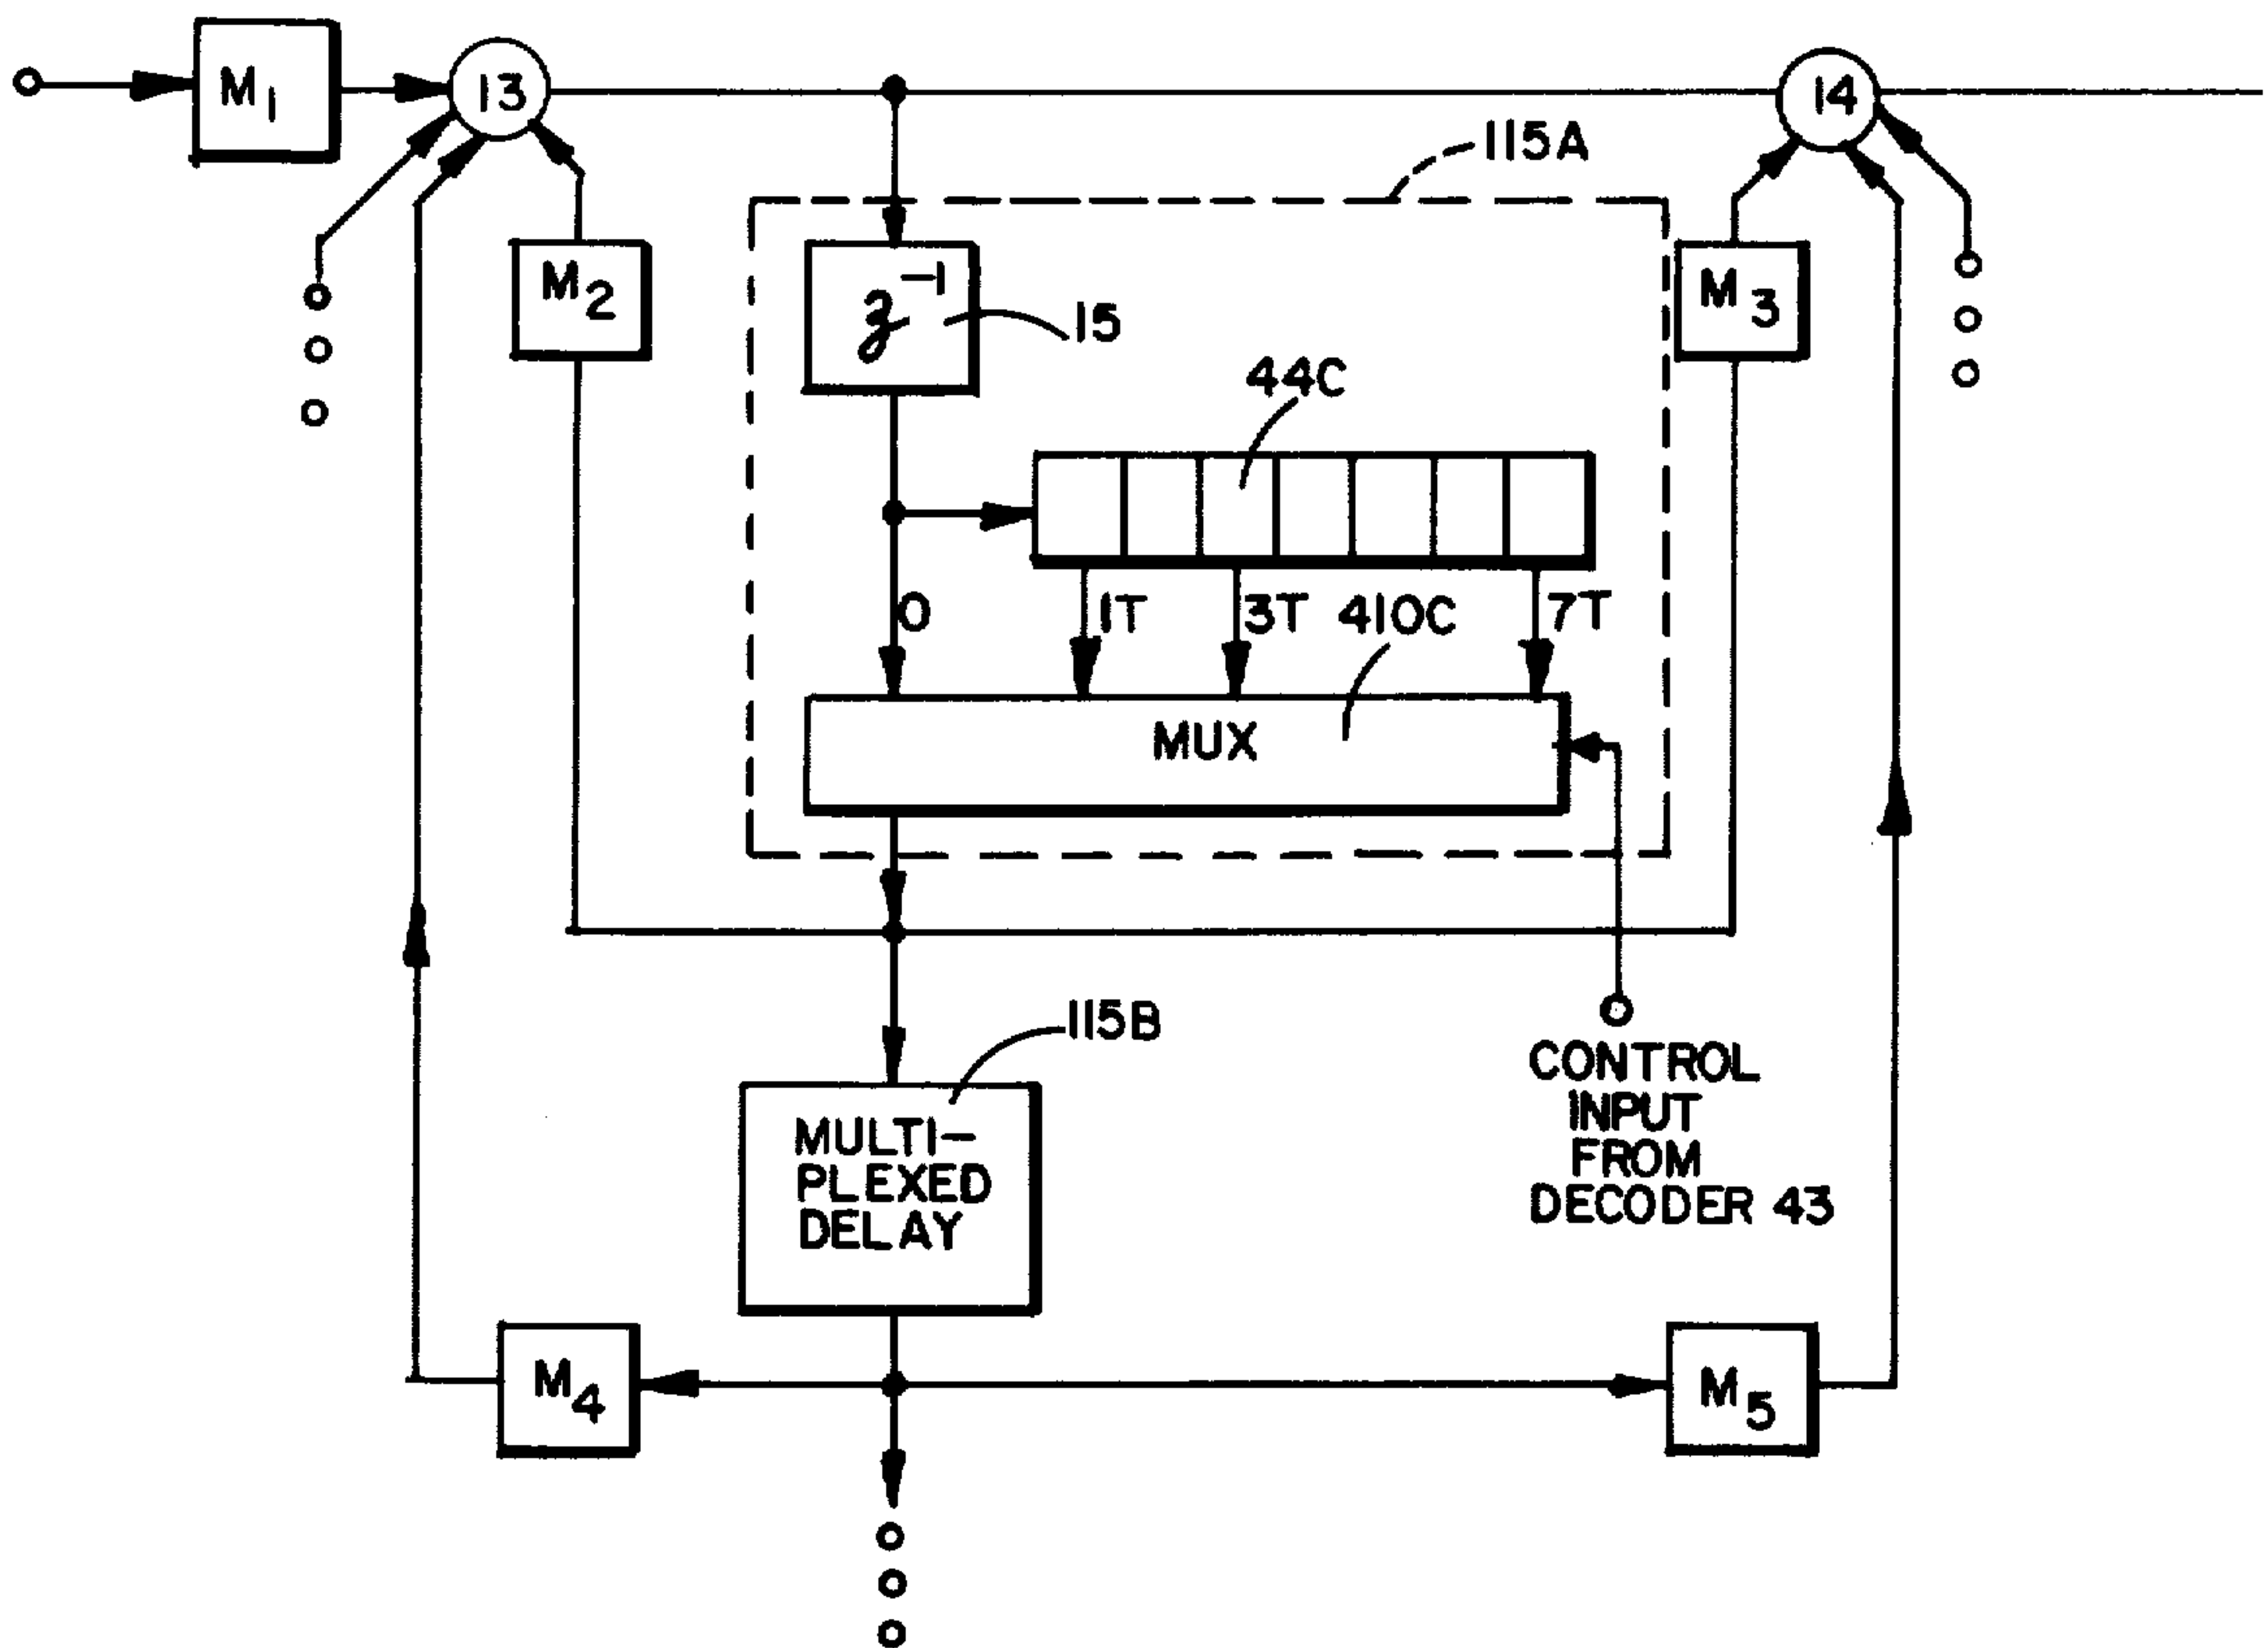 M1
13
14
115A
M2
z-1
15
M3
44C
0
1T
3T
410C
7T
MUX
115B
MULTI-
PLEXED
DELAY
CONTROL
INPUT
FROM
DECODER 43
M4
M5